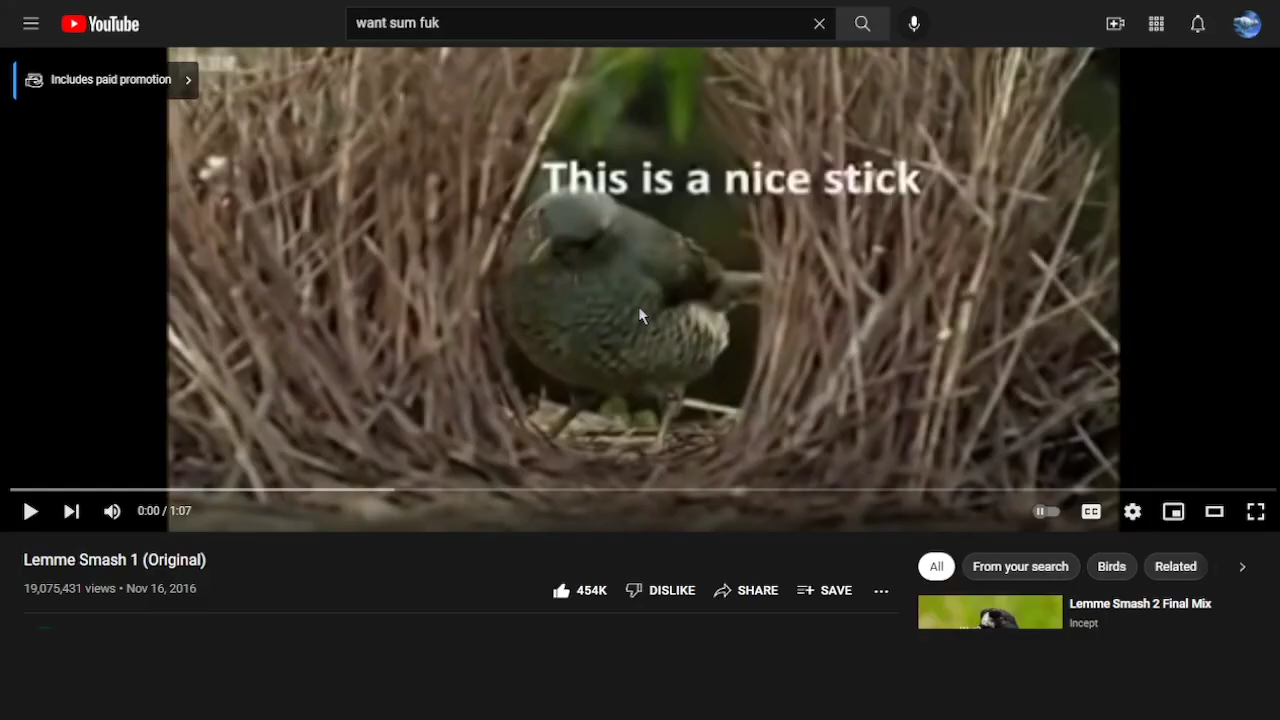 YouTube
want sum fuk
Includes paid promotion
This is a nice stick
0:00 / 1:07
CC
Lemme Smash 1 (Original)
19,075,431 views • Nov 16, 2016
454K
DISLIKE
SHARE
SAVE
All
From your search
Birds
Related
Lemme Smash 2 Final Mix
Incept